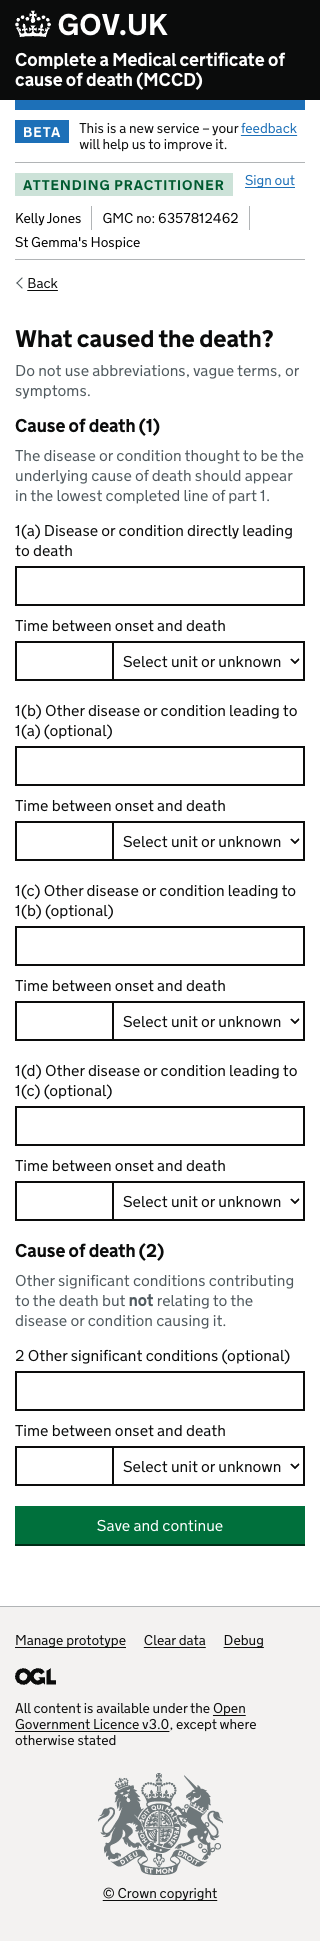 GOV.UK
Complete a Medical certificate of
cause of death (MCCD)
BETA
This is a new service – your feedback
will help us to improve it.
ATTENDING PRACTITIONER
Sign out
Kelly Jones
GMC no: 6357812462
St Gemma's Hospice
Back
What caused the death?
Do not use abbreviations, vague terms, or
symptoms.
Cause of death (1)
The disease or condition thought to be the
underlying cause of death should appear
in the lowest completed line of part 1.
1(a) Disease or condition directly leading
to death
Time between onset and death
Select unit or unknown
1(b) Other disease or condition leading to
1(a) (optional)
Time between onset and death
Select unit or unknown
1(c) Other disease or condition leading to
1(b) (optional)
Time between onset and death
Select unit or unknown
1(d) Other disease or condition leading to
1(c) (optional)
Time between onset and death
Select unit or unknown
Cause of death (2)
Other significant conditions contributing
to the death but not relating to the
disease or condition causing it.
2 Other significant conditions (optional)
Time between onset and death
Select unit or unknown
Save and continue
Manage prototype
Clear data
Debug
OGL
All content is available under the Open
Government Licence v3.0, except where
otherwise stated
DIEU ET MON DROIT
© Crown copyright